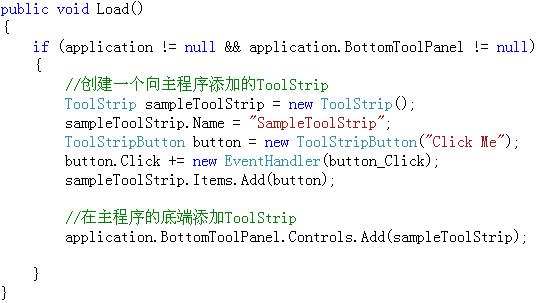 public void Load()
{
    if (application != null && application.BottomToolPanel != null)
    {
        //创建一个向主程序添加的ToolStrip
        ToolStrip sampleToolStrip = new ToolStrip();
        sampleToolStrip.Name = "SampleToolStrip";
        ToolStripButton button = new ToolStripButton("Click Me");
        button.Click += new EventHandler(button_Click);
        sampleToolStrip.Items.Add(button);

        //在主程序的底端添加ToolStrip
        application.BottomToolPanel.Controls.Add(sampleToolStrip);

    }
}